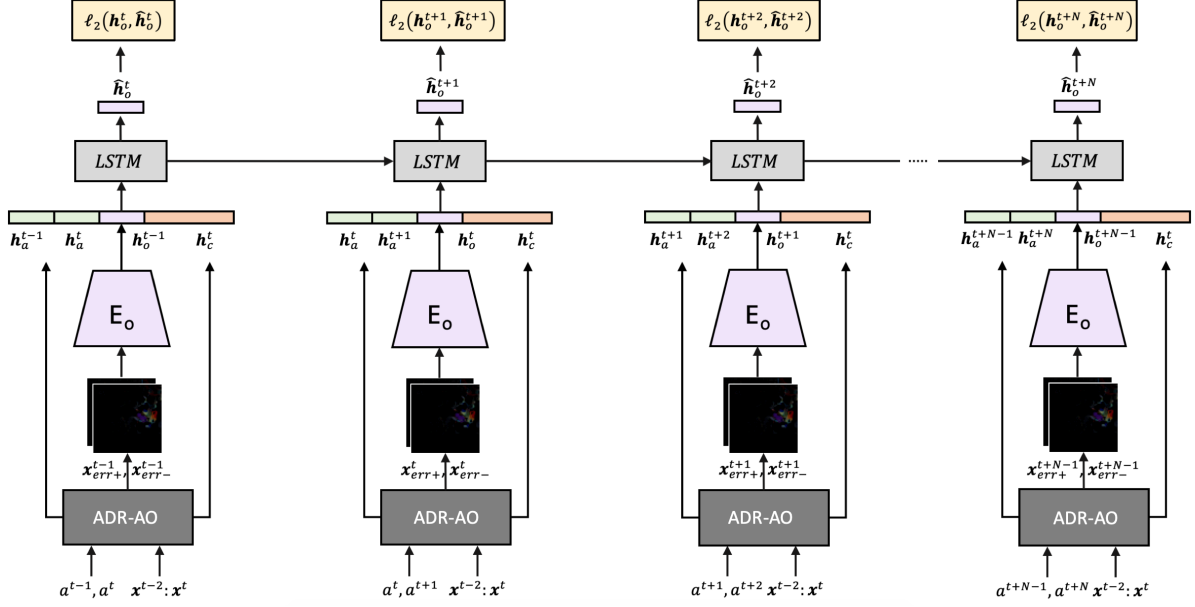 ℓ₂(h_o^t, ĥ_o^t) ℓ₂(h_o^{t+1}, ĥ_o^{t+1}) ℓ₂(h_o^{t+2}, ĥ_o^{t+2}) ℓ₂(h_o^{t+N}, ĥ_o^{t+N})
ĥ_o^t ĥ_o^{t+1} ĥ_o^{t+2} ĥ_o^{t+N}
LSTM LSTM LSTM ..... LSTM
h_a^{t-1} h_a^t h_o^{t-1} h_c^t h_a^t h_a^{t+1} h_o^t h_c^t h_a^{t+1} h_a^{t+2} h_o^{t+1} h_c^t h_a^{t+N-1} h_a^{t+N} h_o^{t+N-1} h_c^t
E_o E_o E_o E_o
x_{err+}^{t-1}, x_{err-}^{t-1} x_{err+}^t, x_{err-}^t x_{err+}^{t+1}, x_{err-}^{t+1} x_{err+}^{t+N-1}, x_{err-}^{t+N-1}
ADR-AO ADR-AO ADR-AO ADR-AO
a^{t-1}, a^t x^{t-2}: x^t a^t, a^{t+1} x^{t-2}: x^t a^{t+1}, a^{t+2} x^{t-2}: x^t a^{t+N-1}, a^{t+N} x^{t-2}: x^t